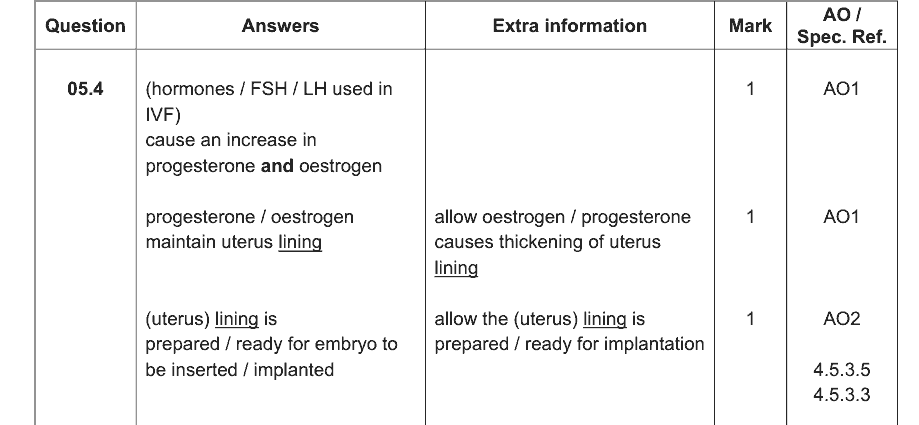 Question Answers Extra information Mark AO /
Spec. Ref.
05.4 (hormones / FSH / LH used in 1 AO1
IVF)
cause an increase in
progesterone and oestrogen
progesterone / oestrogen allow oestrogen / progesterone 1 AO1
maintain uterus lining causes thickening of uterus
lining
(uterus) lining is allow the (uterus) lining is 1 AO2
prepared / ready for embryo to prepared / ready for implantation
be inserted / implanted 4.5.3.5
4.5.3.3